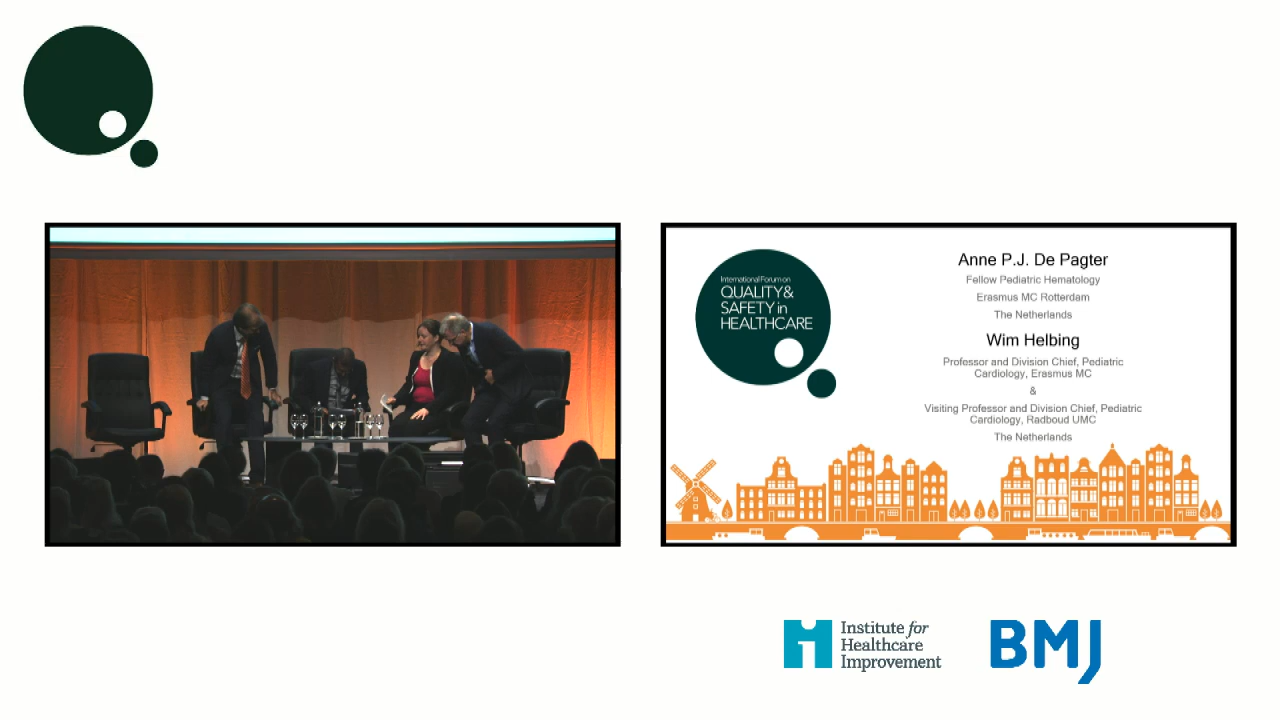 International Forum on
QUALITY &
SAFETY in
HEALTHCARE
Anne P.J. De Pagter
Fellow Pediatric Hematology
Erasmus MC Rotterdam
The Netherlands
Wim Helbing
Professor and Division Chief, Pediatric
Cardiology, Erasmus MC
&
Visiting Professor and Division Chief, Pediatric
Cardiology, Radboud UMC
The Netherlands
Institute for
Healthcare
Improvement
BMJ